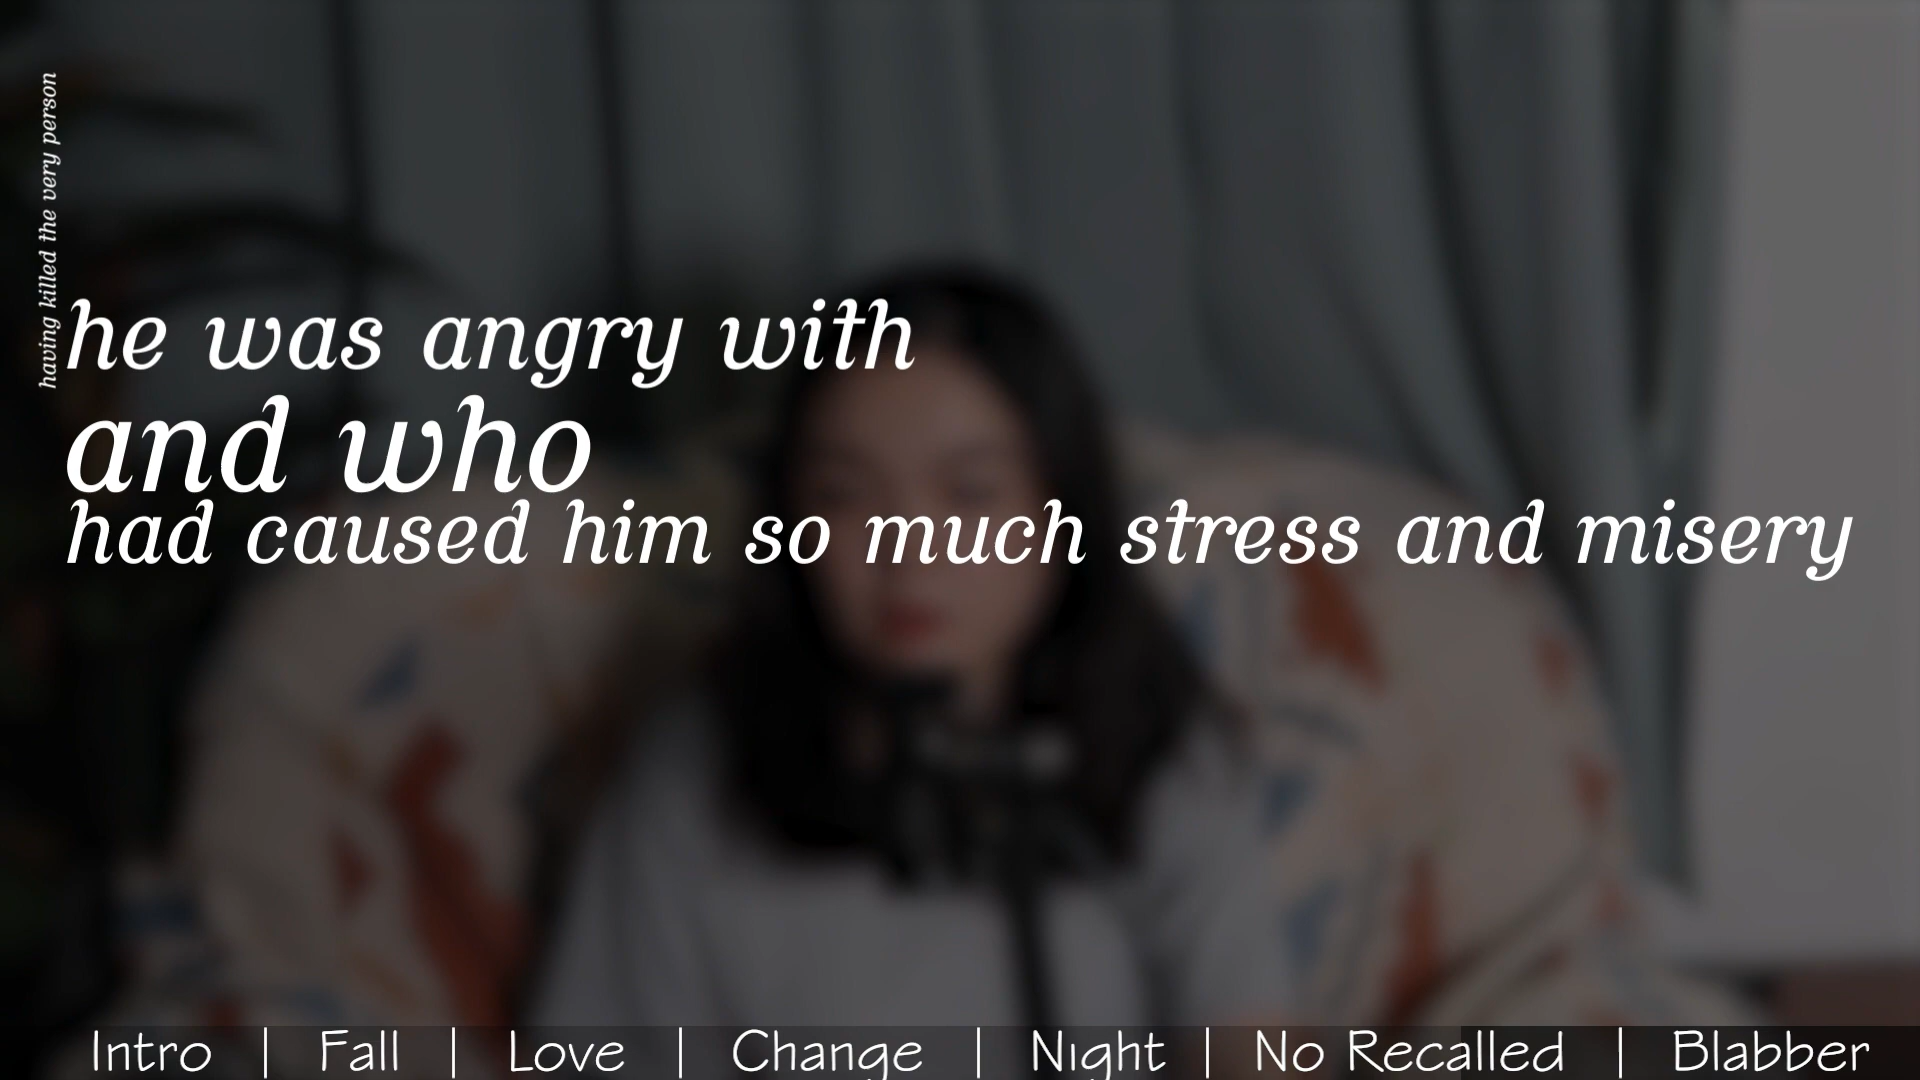 having killed the very person
he was angry with
and who
had caused him so much stress and misery
Intro | Fall | Love | Change | Night | No Recalled | Blabber